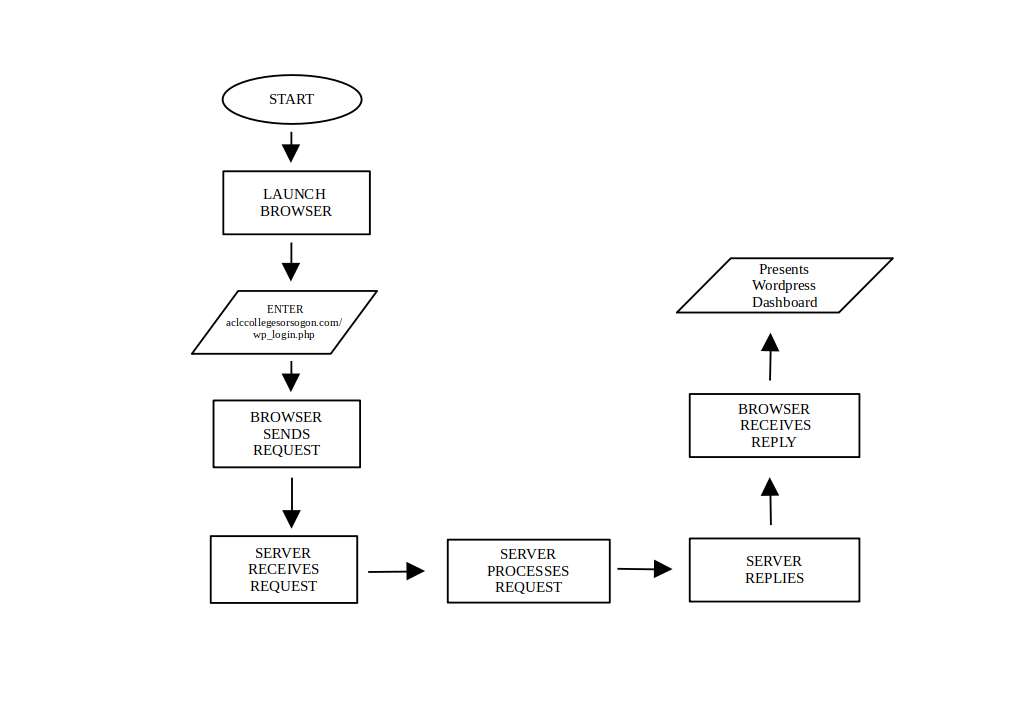 START
LAUNCH
BROWSER
ENTER
aclccollegesorsogon.com/
wp_login.php
BROWSER
SENDS
REQUEST
SERVER
RECEIVES
REQUEST
SERVER
PROCESSES
REQUEST
SERVER
REPLIES
BROWSER
RECEIVES
REPLY
Presents
Wordpress
Dashboard